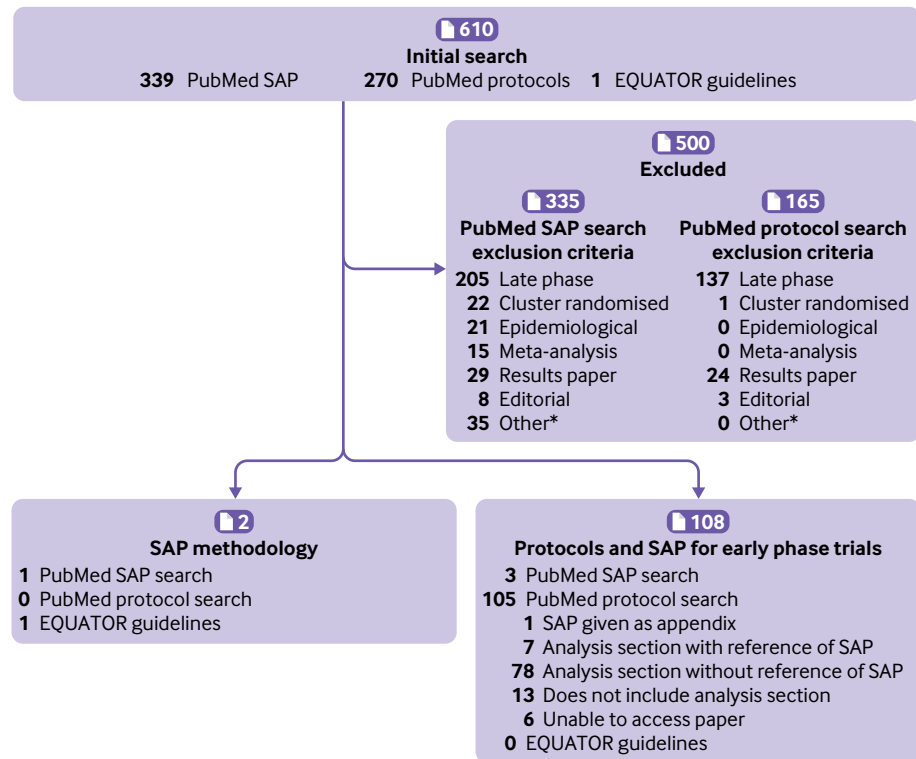 610
Initial search
339 PubMed SAP 270 PubMed protocols 1 EQUATOR guidelines
500
Excluded
335
PubMed SAP search
exclusion criteria
205 Late phase
22 Cluster randomised
21 Epidemiological
15 Meta-analysis
29 Results paper
8 Editorial
35 Other*
165
PubMed protocol search
exclusion criteria
137 Late phase
1 Cluster randomised
0 Epidemiological
0 Meta-analysis
24 Results paper
3 Editorial
0 Other*
2
SAP methodology
1 PubMed SAP search
0 PubMed protocol search
1 EQUATOR guidelines
108
Protocols and SAP for early phase trials
3 PubMed SAP search
105 PubMed protocol search
1 SAP given as appendix
7 Analysis section with reference of SAP
78 Analysis section without reference of SAP
13 Does not include analysis section
6 Unable to access paper
0 EQUATOR guidelines